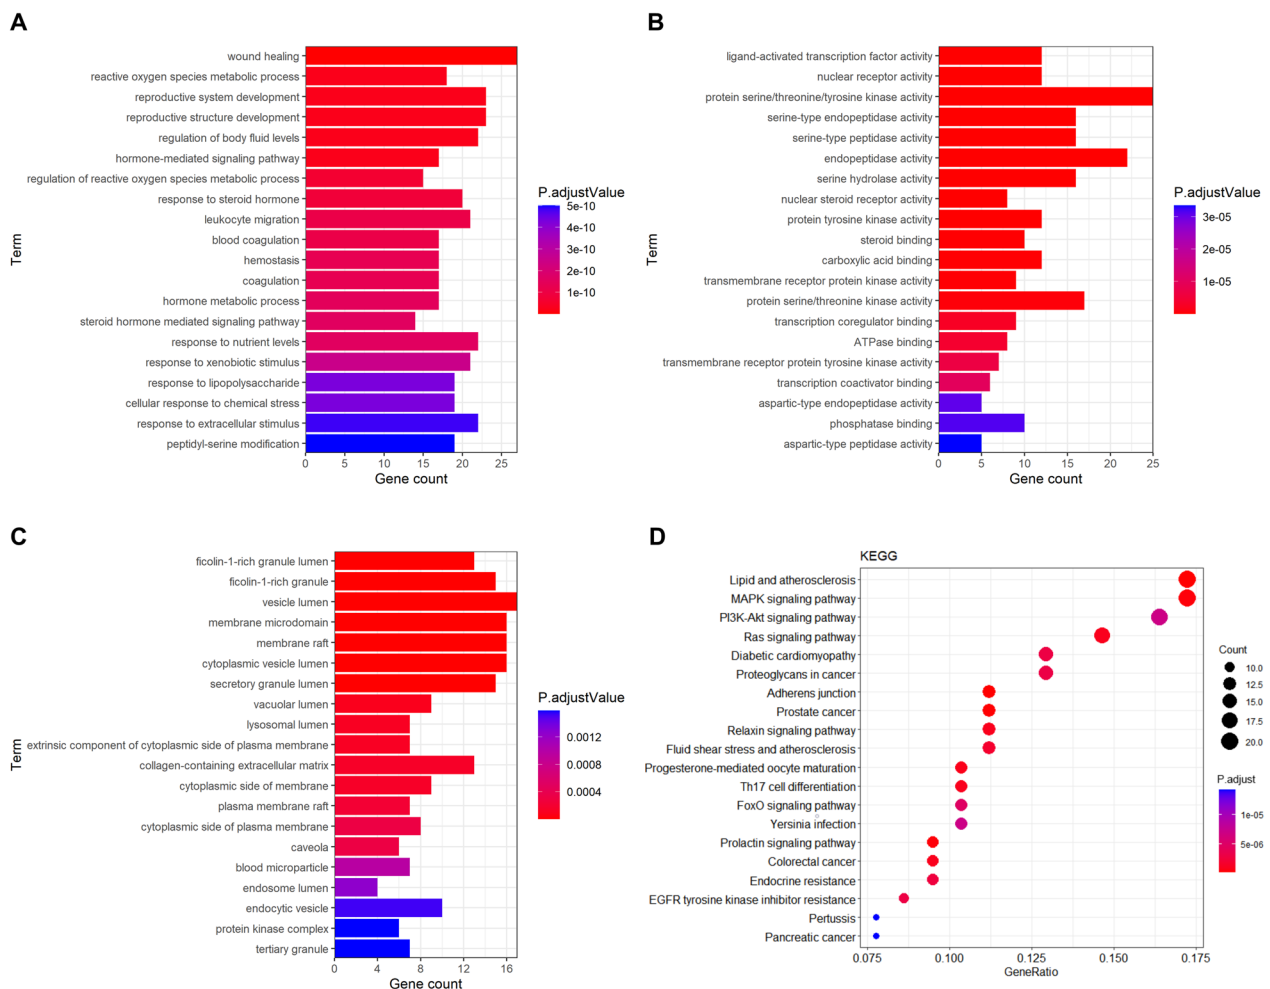 A
wound healing
reactive oxygen species metabolic process
reproductive system development
reproductive structure development
regulation of body fluid levels
hormone-mediated signaling pathway
regulation of reactive oxygen species metabolic process
response to steroid hormone
leukocyte migration
blood coagulation
hemostasis
coagulation
hormone metabolic process
steroid hormone mediated signaling pathway
response to nutrient levels
response to xenobiotic stimulus
response to lipopolysaccharide
cellular response to chemical stress
response to extracellular stimulus
peptidyl-serine modification
Term
0 5 10 15 20 25
Gene count
P.adjustValue
5e-10
4e-10
3e-10
2e-10
1e-10
B
ligand-activated transcription factor activity
nuclear receptor activity
protein serine/threonine/tyrosine kinase activity
serine-type endopeptidase activity
serine-type peptidase activity
endopeptidase activity
serine hydrolase activity
nuclear steroid receptor activity
protein tyrosine kinase activity
steroid binding
carboxylic acid binding
transmembrane receptor protein kinase activity
protein serine/threonine kinase activity
transcription coregulator binding
ATPase binding
transmembrane receptor protein tyrosine kinase activity
transcription coactivator binding
aspartic-type endopeptidase activity
phosphatase binding
aspartic-type peptidase activity
Term
0 5 10 15 20 25
Gene count
P.adjustValue
3e-05
2e-05
1e-05
C
ficolin-1-rich granule lumen
ficolin-1-rich granule
vesicle lumen
membrane microdomain
membrane raft
cytoplasmic vesicle lumen
secretory granule lumen
vacuolar lumen
lysosomal lumen
extrinsic component of cytoplasmic side of plasma membrane
collagen-containing extracellular matrix
cytoplasmic side of membrane
plasma membrane raft
cytoplasmic side of plasma membrane
caveola
blood microparticle
endosome lumen
endocytic vesicle
protein kinase complex
tertiary granule
Term
0 4 8 12 16
Gene count
P.adjustValue
0.0012
0.0008
0.0004
D
KEGG
Lipid and atherosclerosis
MAPK signaling pathway
PI3K-Akt signaling pathway
Ras signaling pathway
Diabetic cardiomyopathy
Proteoglycans in cancer
Adherens junction
Prostate cancer
Relaxin signaling pathway
Fluid shear stress and atherosclerosis
Progesterone-mediated oocyte maturation
Th17 cell differentiation
FoxO signaling pathway
Yersinia infection
Prolactin signaling pathway
Colorectal cancer
Endocrine resistance
EGFR tyrosine kinase inhibitor resistance
Pertussis
Pancreatic cancer
0.075 0.100 0.125 0.150 0.175
GeneRatio
Count
10.0
12.5
15.0
17.5
20.0
P.adjust
1e-05
5e-06